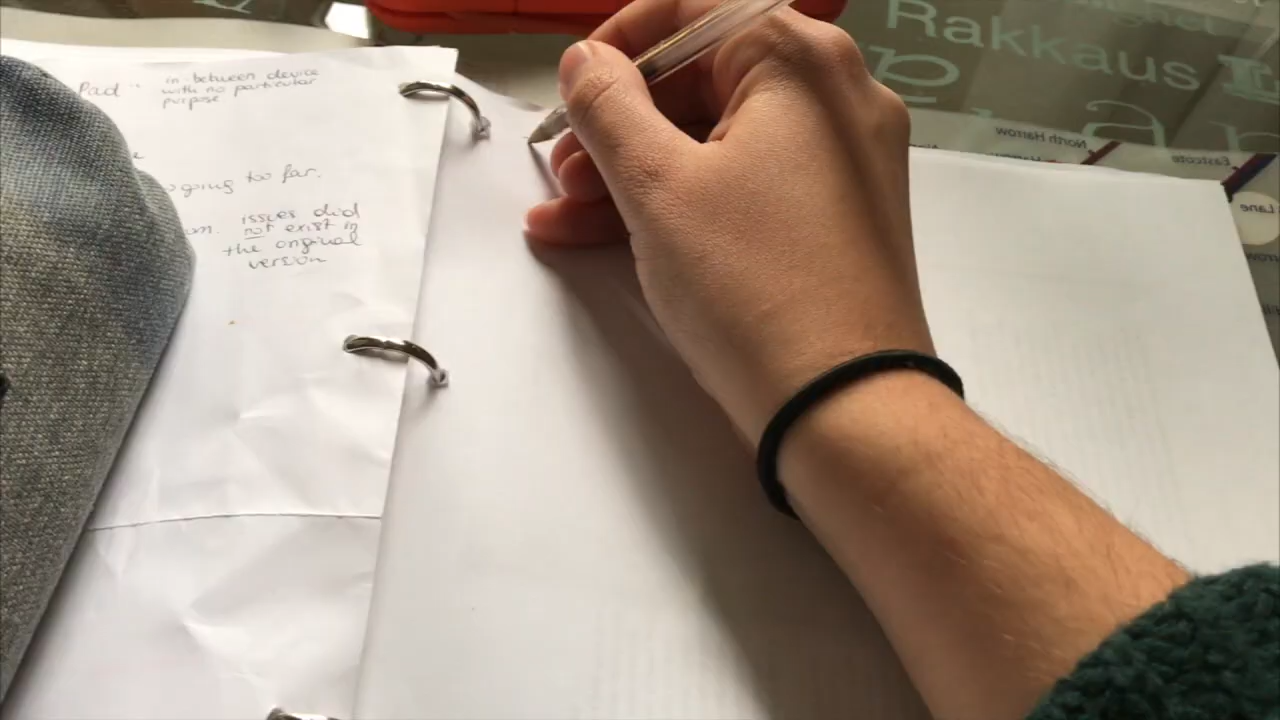 Pad" in-between device
with no particular
purpose
going too far.
issues did
not exist in
the original
version
Rakkaus
North Harrow
Eastcote
Lane